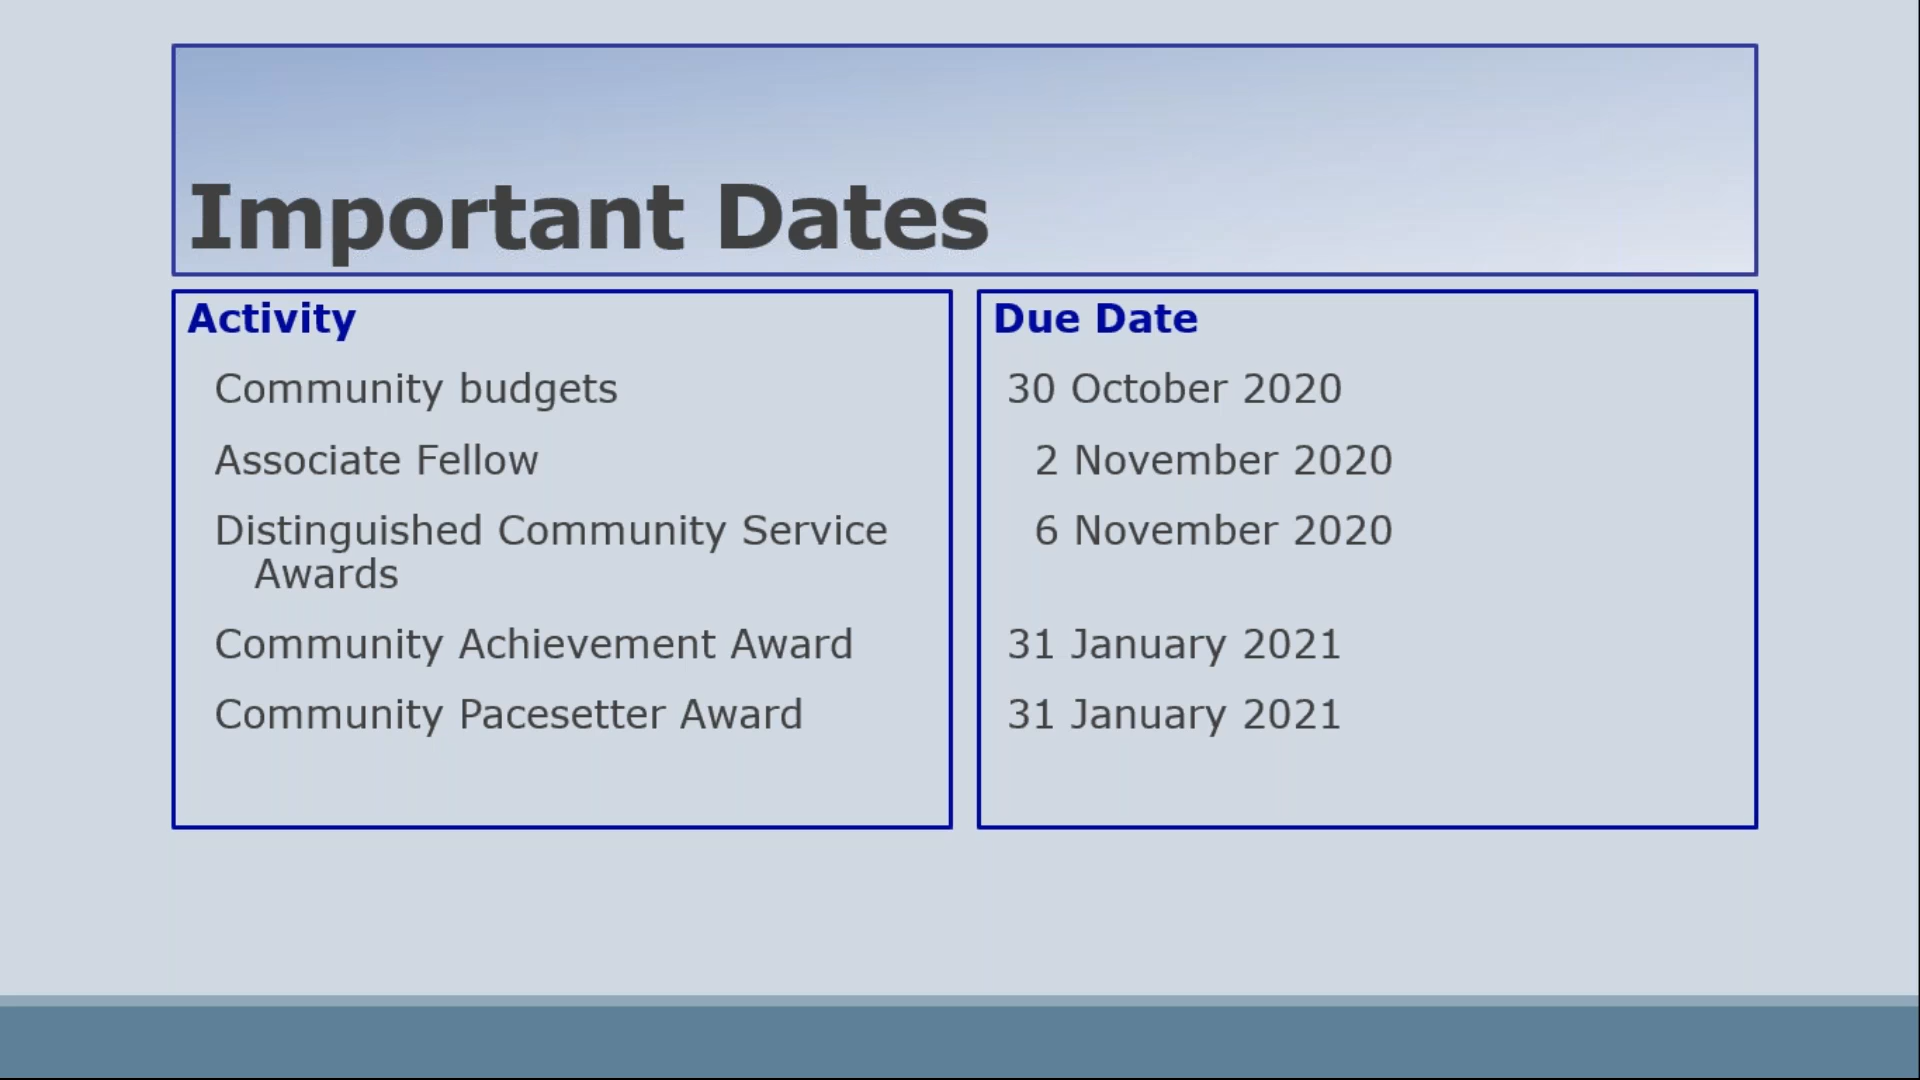 Important Dates
Activity
Community budgets
Associate Fellow
Distinguished Community Service
Awards
Community Achievement Award
Community Pacesetter Award
Due Date
30 October 2020
2 November 2020
6 November 2020
31 January 2021
31 January 2021